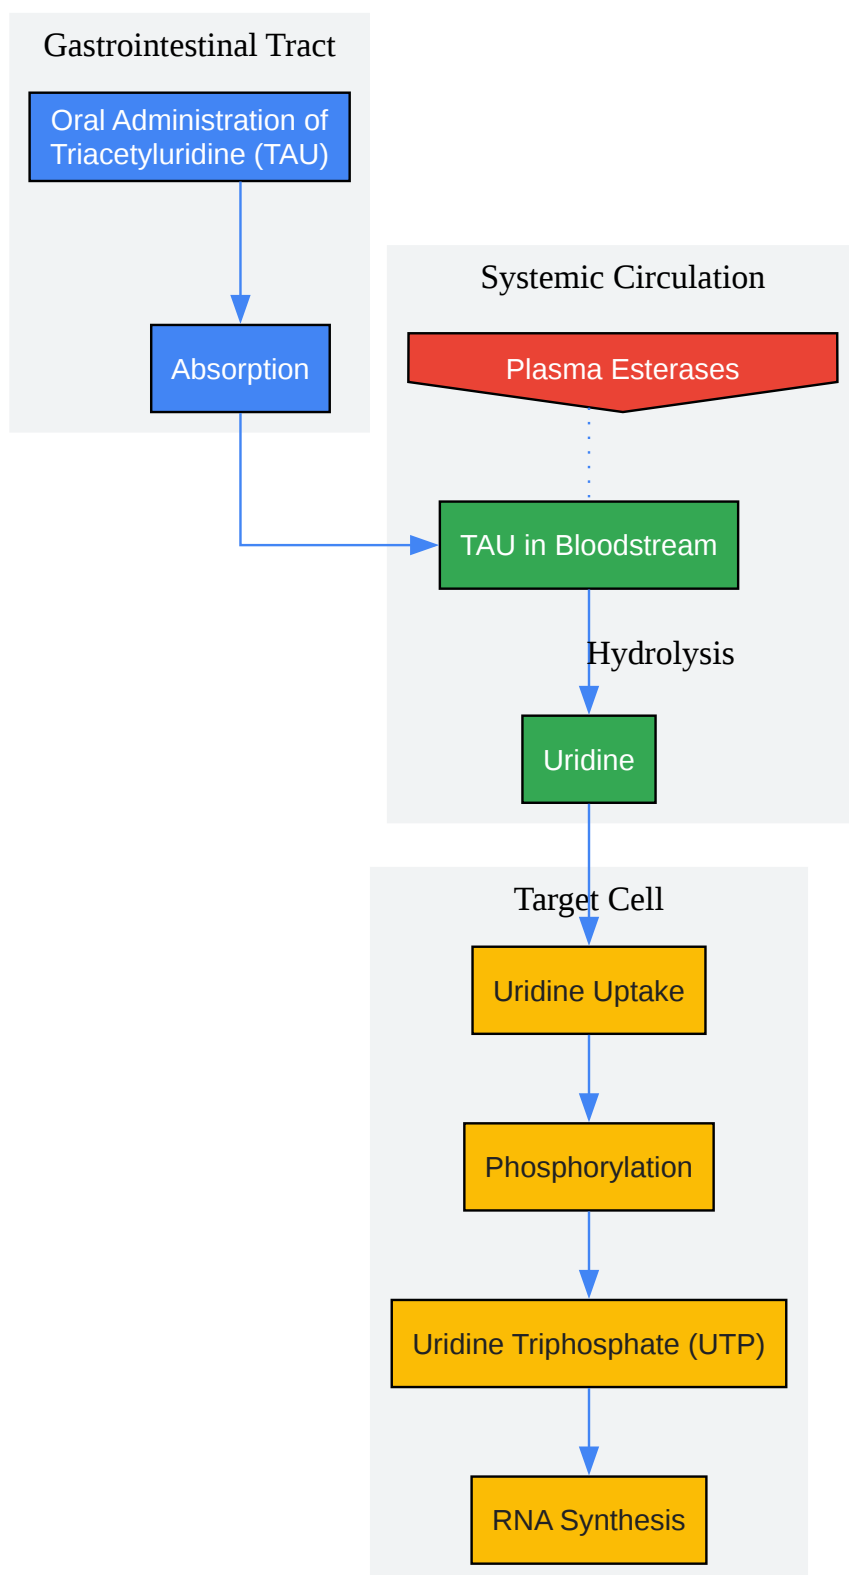 Gastrointestinal Tract
Oral Administration of
Triacetyluridine (TAU)
Absorption
Systemic Circulation
Plasma Esterases
TAU in Bloodstream
Hydrolysis
Uridine
Target Cell
Uridine Uptake
Phosphorylation
Uridine Triphosphate (UTP)
RNA Synthesis